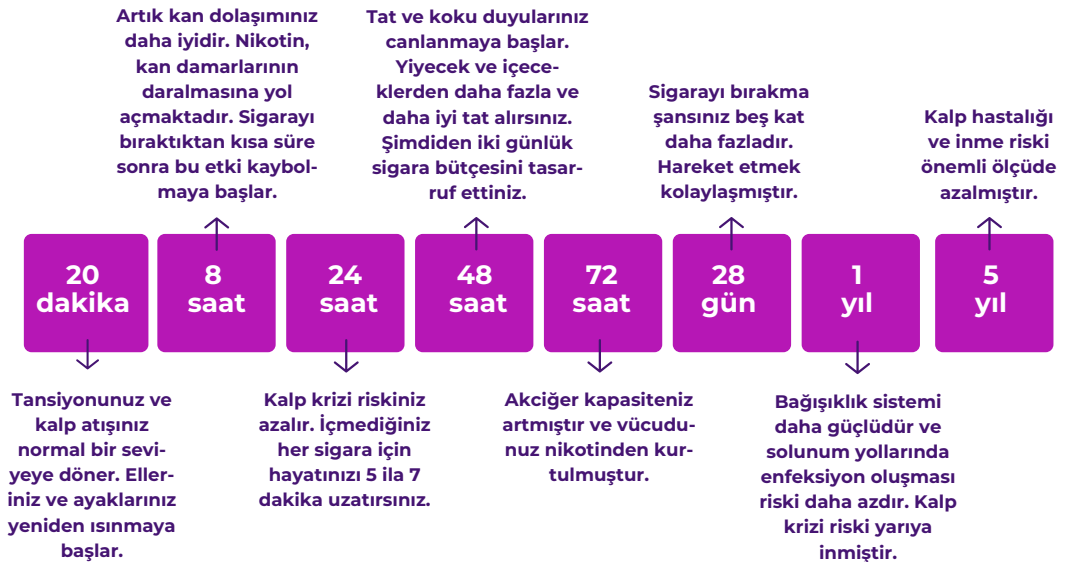 Artık kan dolaşımınız
daha iyidir. Nikotin,
kan damarlarının
daralmasına yol
açmaktadır. Sigarayı
bıraktıktan kısa süre
sonra bu etki kaybol-
maya başlar.
Tat ve koku duyularınız
canlanmaya başlar.
Yiyecek ve içece-
klerden daha fazla ve
daha iyi tat alırsınız.
Şimdiden iki günlük
sigara bütçesini tasar-
ruf ettiniz.
Sigarayı bırakma
şansınız beş kat
daha fazladır.
Hareket etmek
kolaylaşmıştır.
Kalp hastalığı
ve inme riski
önemli ölçüde
azalmıştır.
20
dakika
8
saat
24
saat
48
saat
72
saat
28
gün
1
yıl
5
yıl
Tansiyonunuz ve
kalp atışınız
normal bir sevi-
yeye döner. Eller-
iniz ve ayaklarınız
yeniden ısınmaya
başlar.
Kalp krizi riskiniz
azalır. İçmediğiniz
her sigara için
hayatınızı 5 ila 7
dakika uzatırsınız.
Akciğer kapasiteniz
artmıştır ve vücudu-
nuz nikotinden kur-
tulmuştur.
Bağışıklık sistemi
daha güçlüdür ve
solunum yollarında
enfeksiyon oluşması
riski daha azdır. Kalp
krizi riski yarıya
inmiştir.